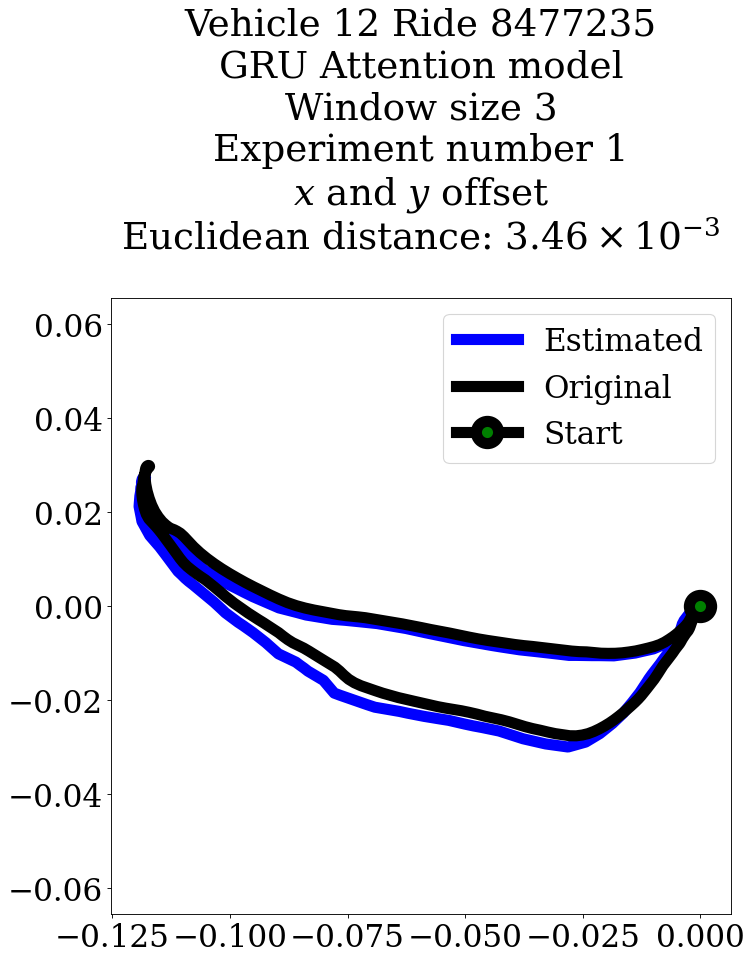 Vehicle 12 Ride 8477235
GRU Attention model
Window size 3
Experiment number 1
x and y offset
Euclidean distance: 3.46 × 10⁻³
Estimated
Original
Start
0.06
0.04
0.02
0.00
−0.02
−0.04
−0.06
−0.125 −0.100 −0.075 −0.050 −0.025 0.000